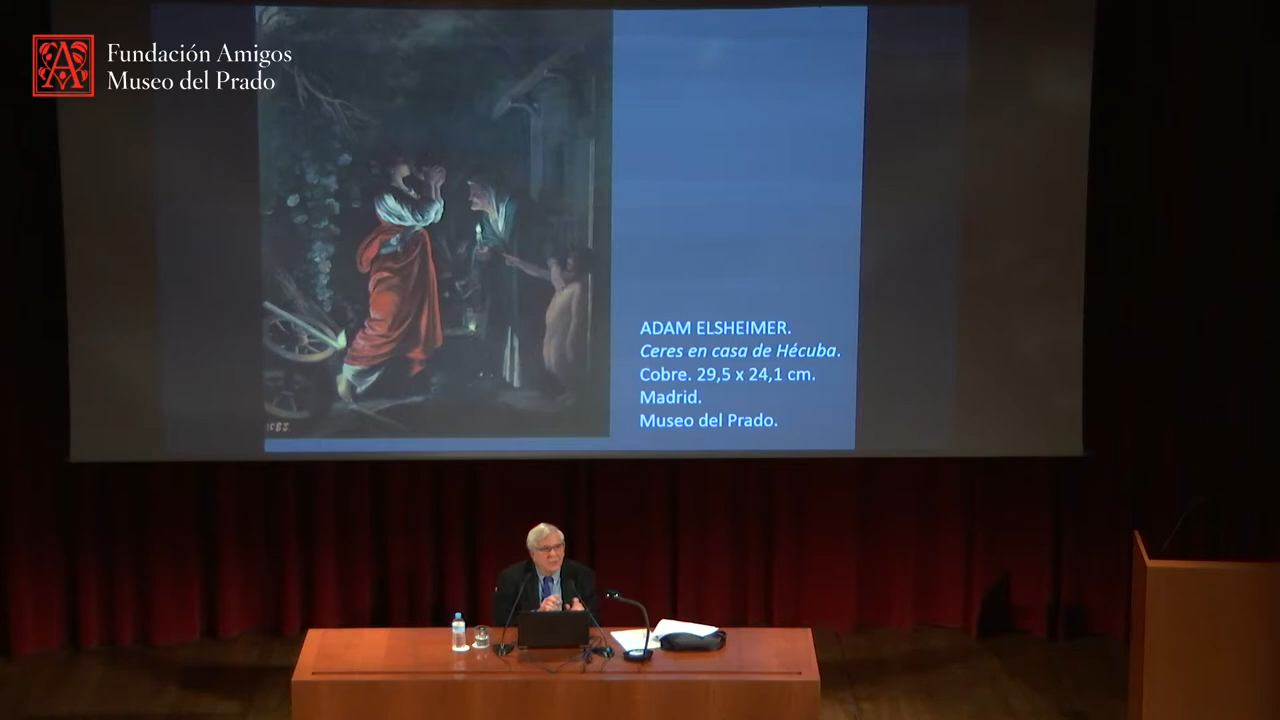 Fundación Amigos
Museo del Prado
ADAM ELSHEIMER.
Ceres en casa de Hécuba.
Cobre. 29,5 x 24,1 cm.
Madrid.
Museo del Prado.